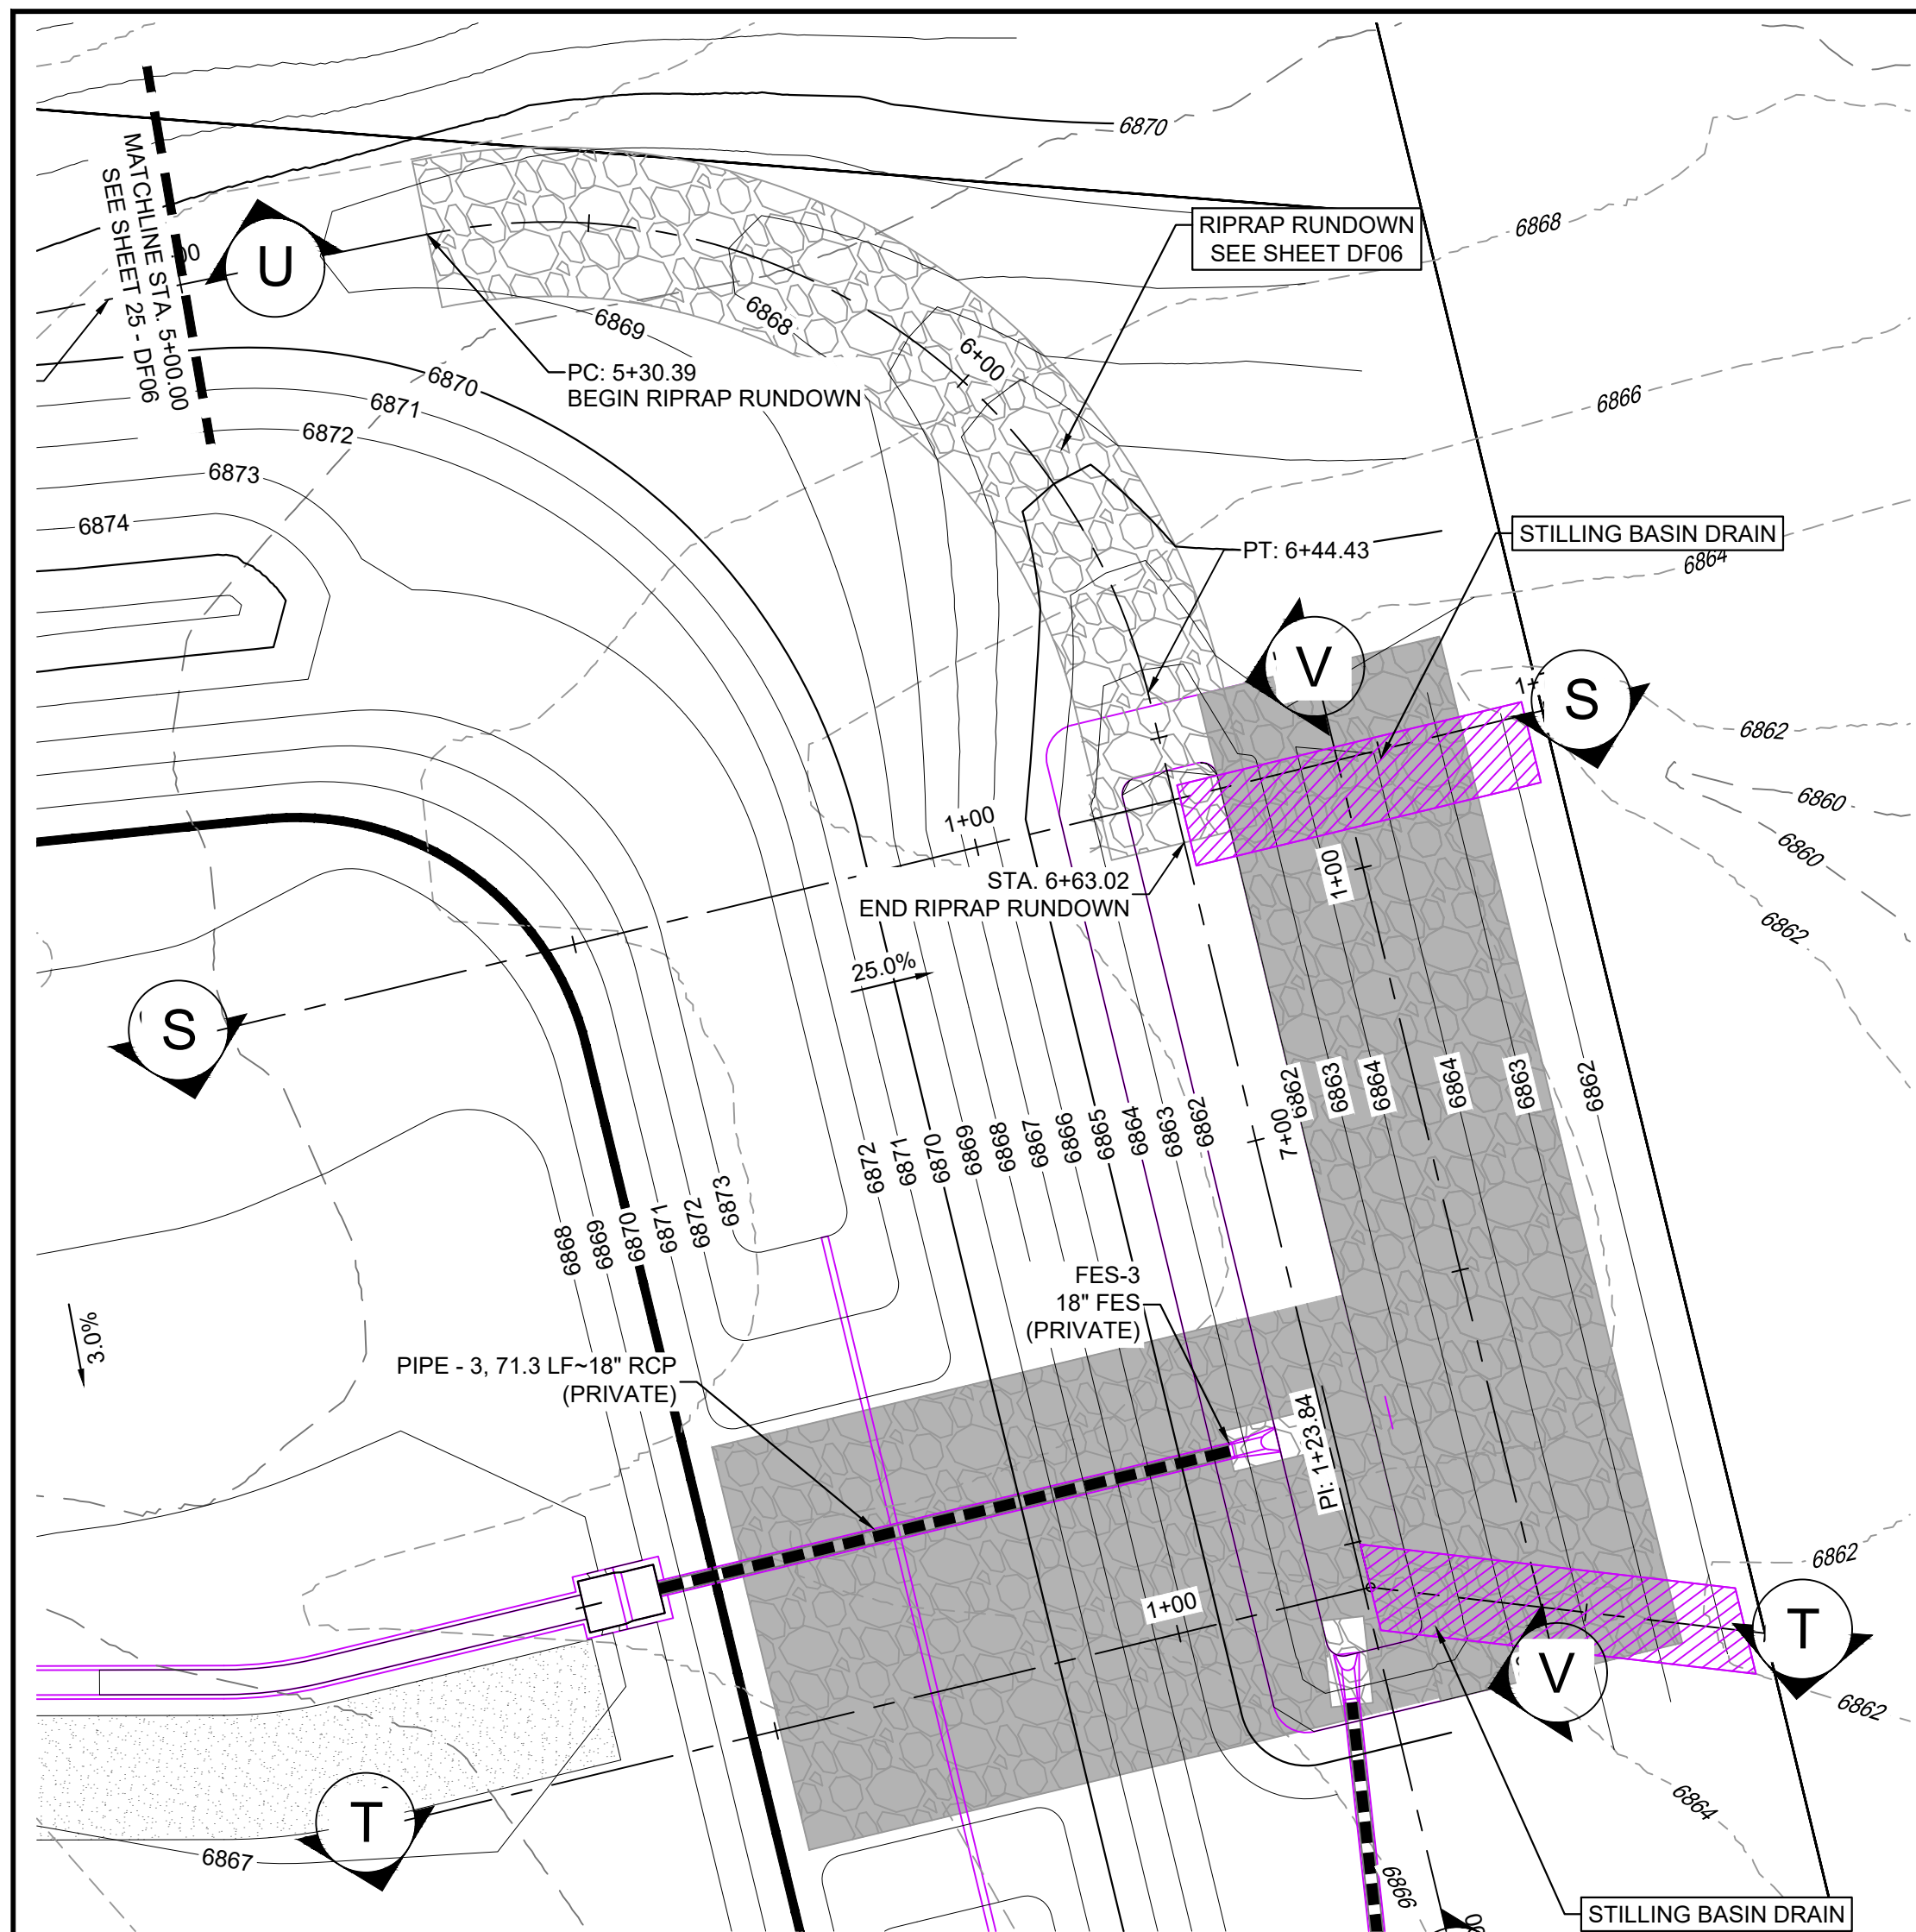 6870
6868
RIPRAP RUNDOWN
SEE SHEET DF06
MATCHLINE STA. 5+00.00
SEE SHEET 25 - DF06
U
6869
6868
6+00
PC: 5+30.39
BEGIN RIPRAP RUNDOWN
6870
6871
6872
6873
6874
6866
STILLING BASIN DRAIN
PT: 6+44.43
6864
V
S
6862
6860
6860
6862
1+00
1+00
STA. 6+63.02
END RIPRAP RUNDOWN
25.0%
S
6872
6871
6870
6869
6868
6867
6866
6865
6864
6863
6862
7+00
6862
6863
6864
6864
6863
6862
6868
6869
6870
6871
6872
6873
3.0%
FES-3
18" FES
(PRIVATE)
PIPE - 3, 71.3 LF~18" RCP
(PRIVATE)
PI: 1+23.84
1+00
6862
T
V
6862
6864
T
6867
6866
STILLING BASIN DRAIN